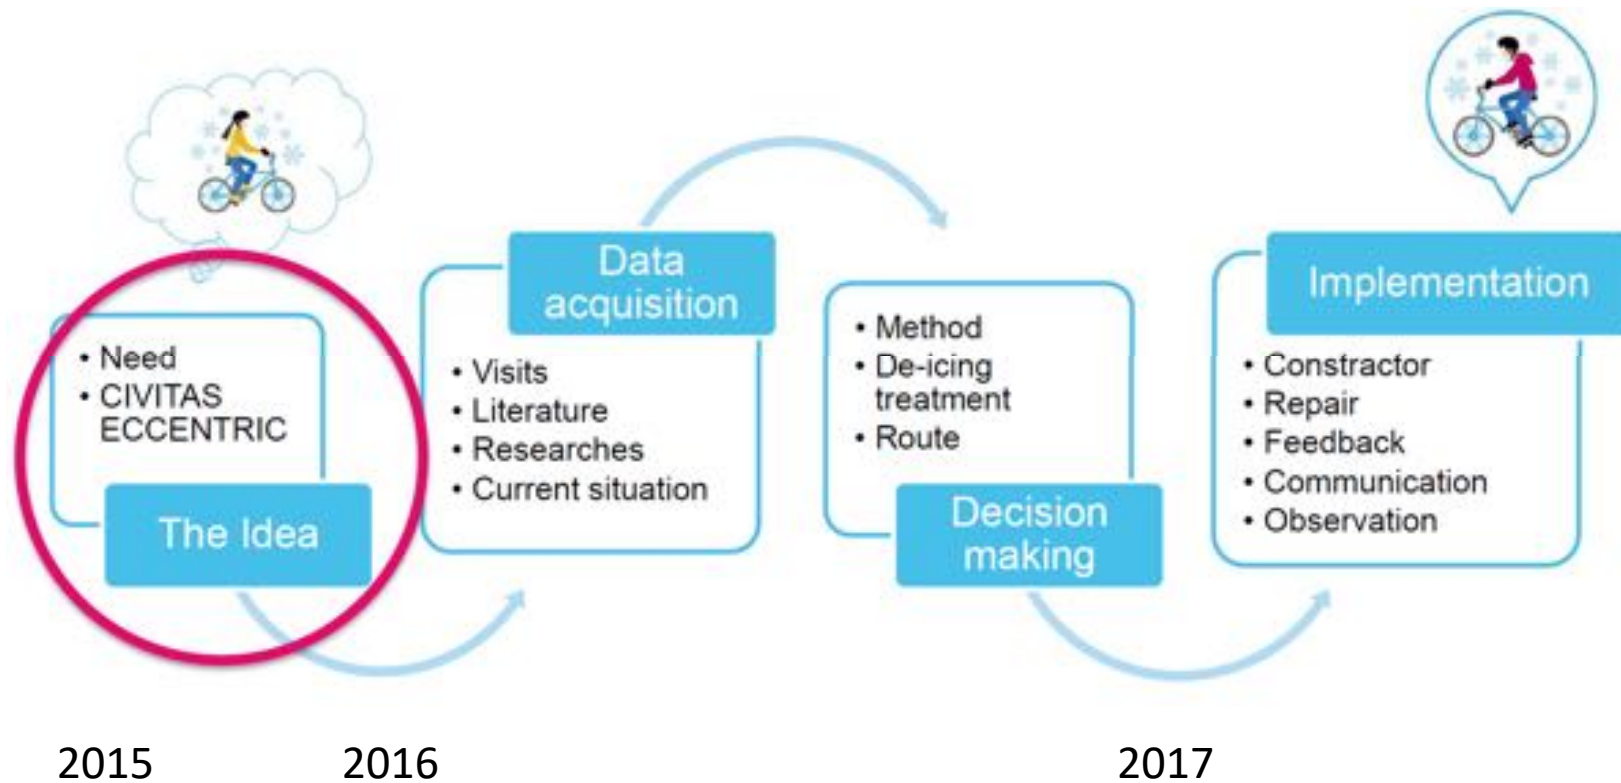 • Need
• CIVITAS
ECCENTRIC
The Idea
Data
acquisition
• Visits
• Literature
• Researches
• Current situation
• Method
• De-icing
treatment
• Route
Decision
making
Implementation
• Constractor
• Repair
• Feedback
• Communication
• Observation
2015
2016
2017